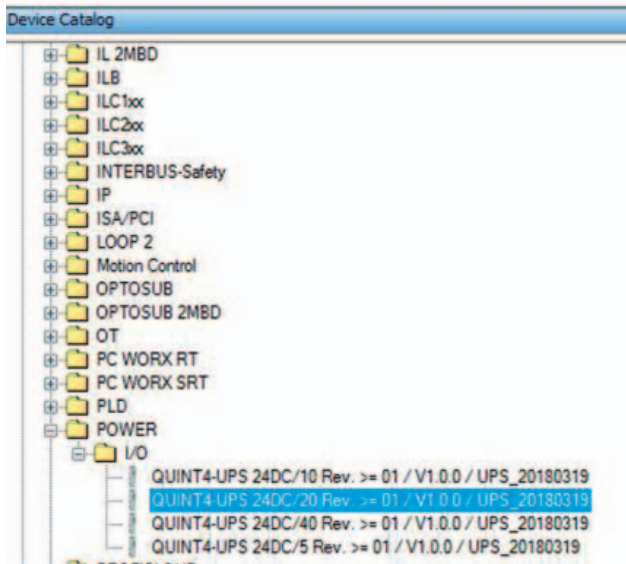 Device Catalog
IL 2MBD
ILB
ILC1xx
ILC2xx
ILC3xx
INTERBUS-Safety
IP
ISA/PCI
LOOP 2
Motion Control
OPTOSUB
OPTOSUB 2MBD
OT
PC WORX RT
PC WORX SRT
PLD
POWER
I/O
QUINT4-UPS 24DC/10 Rev. >= 01 / V1.0.0 / UPS_20180319
QUINT4-UPS 24DC/20 Rev. >= 01 / V1.0.0 / UPS_20180319
QUINT4-UPS 24DC/40 Rev. >= 01 / V1.0.0 / UPS_20180319
QUINT4-UPS 24DC/5 Rev. >= 01 / V1.0.0 / UPS_20180319